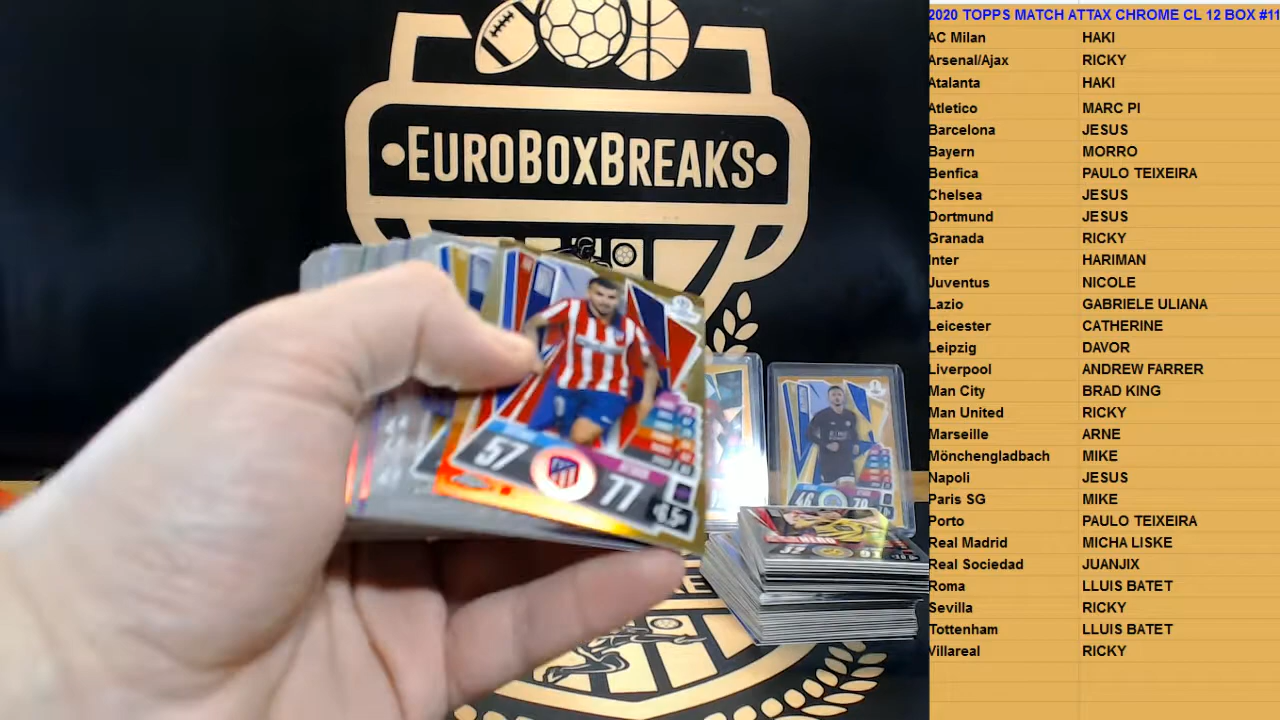 EUROBOXBREAKS
57
77
46
2020 TOPPS MATCH ATTAX CHROME CL 12 BOX #11
AC Milan HAKI
Arsenal/Ajax RICKY
Atalanta HAKI
Atletico MARC PI
Barcelona JESUS
Bayern MORRO
Benfica PAULO TEIXEIRA
Chelsea JESUS
Dortmund JESUS
Granada RICKY
Inter HARIMAN
Juventus NICOLE
Lazio GABRIELE ULIANA
Leicester CATHERINE
Leipzig DAVOR
Liverpool ANDREW FARRER
Man City BRAD KING
Man United RICKY
Marseille ARNE
Mönchengladbach MIKE
Napoli JESUS
Paris SG MIKE
Porto PAULO TEIXEIRA
Real Madrid MICHA LISKE
Real Sociedad JUANJIX
Roma LLUIS BATET
Sevilla RICKY
Tottenham LLUIS BATET
Villareal RICKY